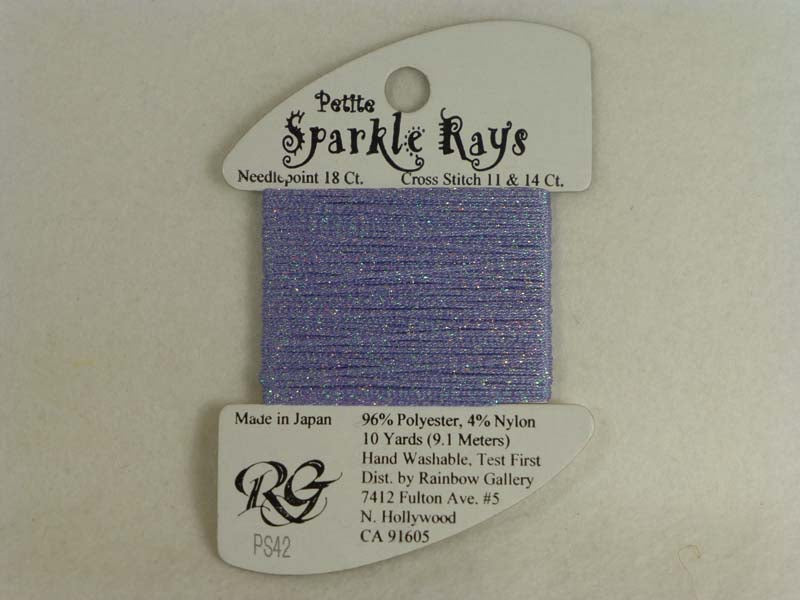 Petite
Sparkle Rays
Needlepoint 18 Ct. Cross Stitch 11 & 14 Ct.
Made in Japan
96% Polyester, 4% Nylon
10 Yards (9.1 Meters)
Hand Washable, Test First
Dist. by Rainbow Gallery
7412 Fulton Ave. #5
N. Hollywood
CA 91605
RG
PS42